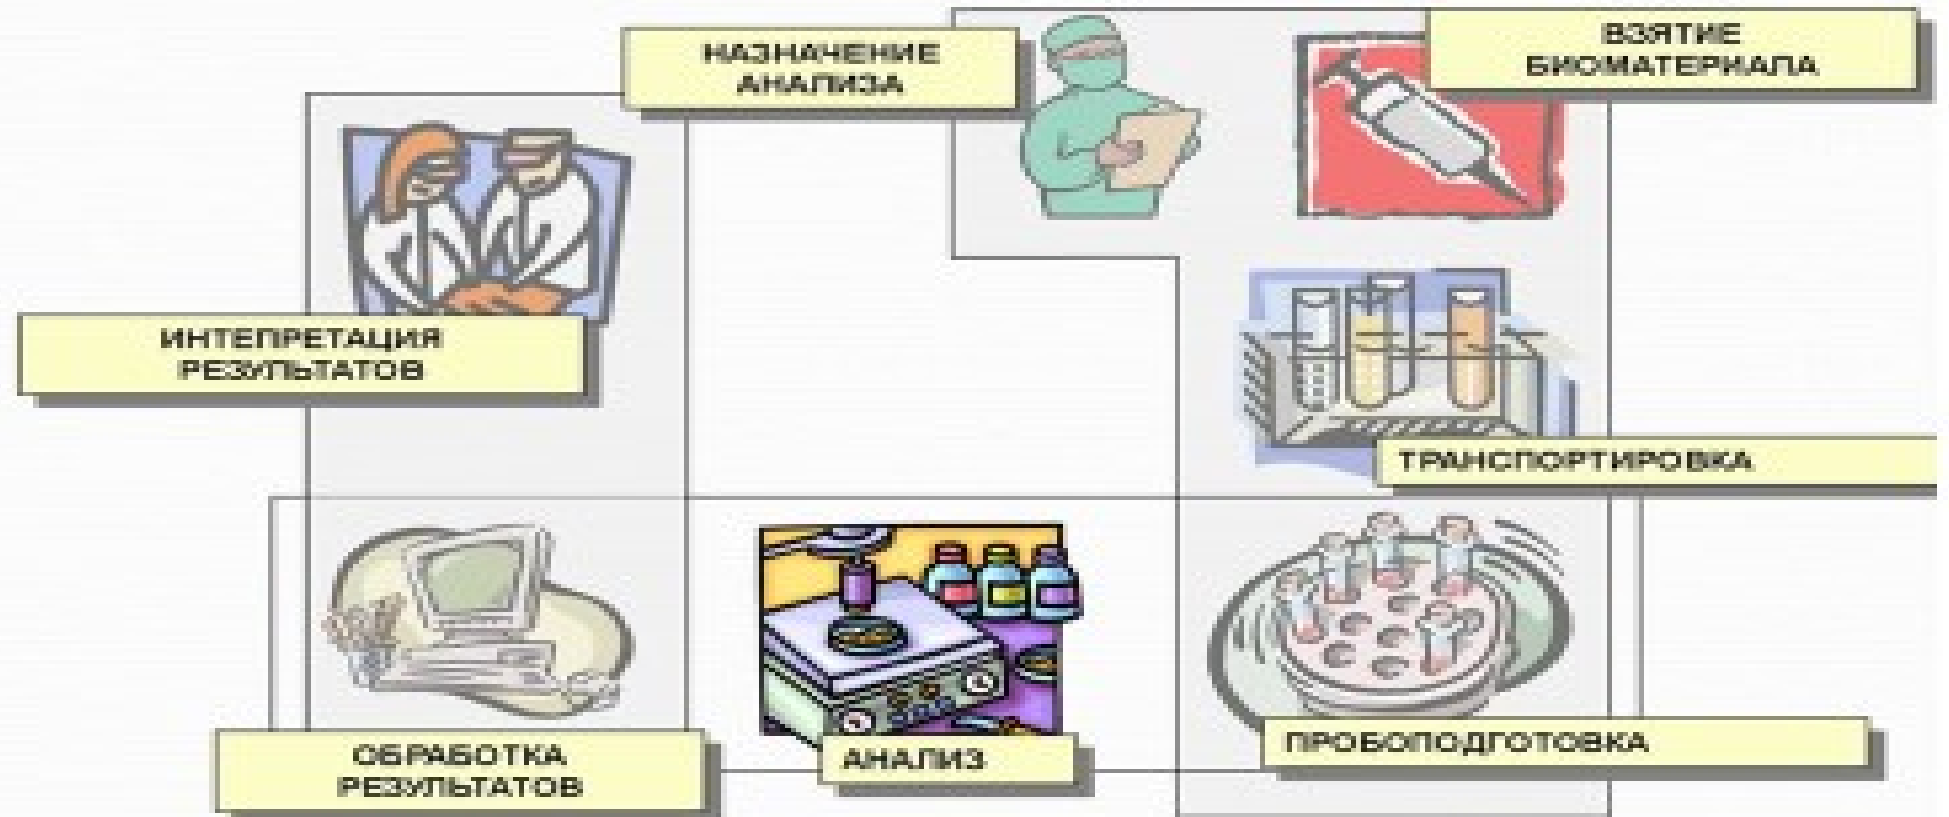 НАЗНАЧЕНИЕ
АНАЛИЗА
ВЗЯТИЕ
БИОМАТЕРИАЛА
ИНТЕПРЕТАЦИЯ
РЕЗУЛЬТАТОВ
ТРАНСПОРТИРОВКА
ОБРАБОТКА
РЕЗУЛЬТАТОВ
АНАЛИЗ
ПРОБОПОДГОТОВКА